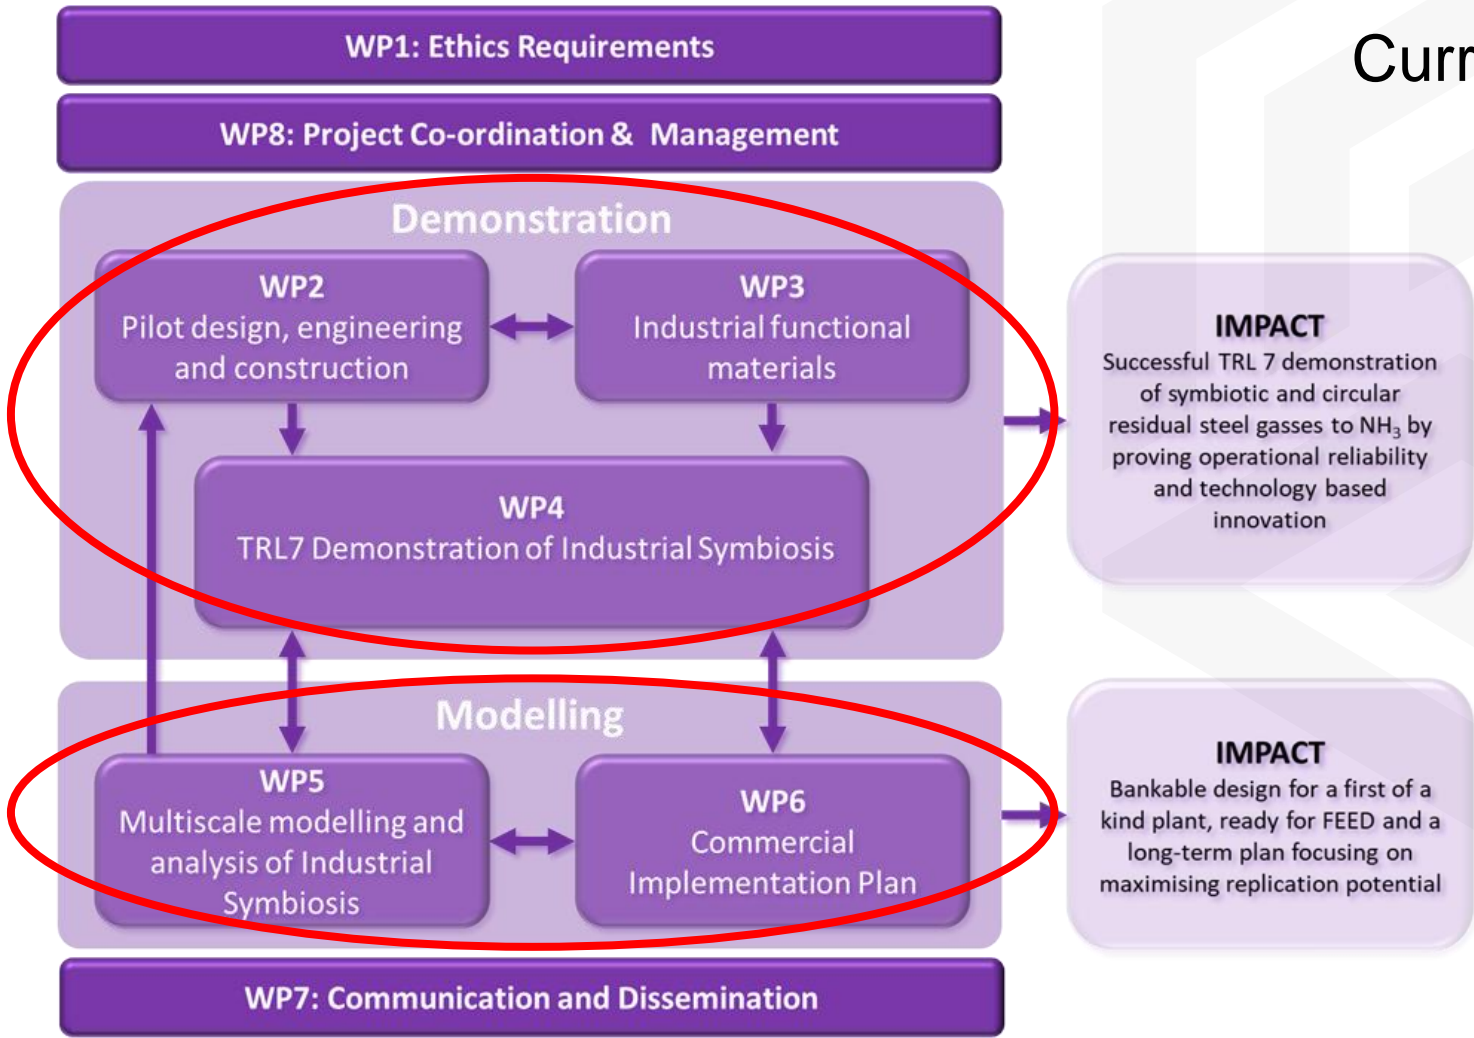 WP1: Ethics Requirements
Curr
WP8: Project Co-ordination & Management
Demonstration
WP2
Pilot design, engineering
and construction
WP3
Industrial functional
materials
WP4
TRL7 Demonstration of Industrial Symbiosis
IMPACT
Successful TRL 7 demonstration
of symbiotic and circular
residual steel gasses to NH₃ by
proving operational reliability
and technology based
innovation
Modelling
WP5
Multiscale modelling and
analysis of Industrial
Symbiosis
WP6
Commercial
Implementation Plan
IMPACT
Bankable design for a first of a
kind plant, ready for FEED and a
long-term plan focusing on
maximising replication potential
WP7: Communication and Dissemination